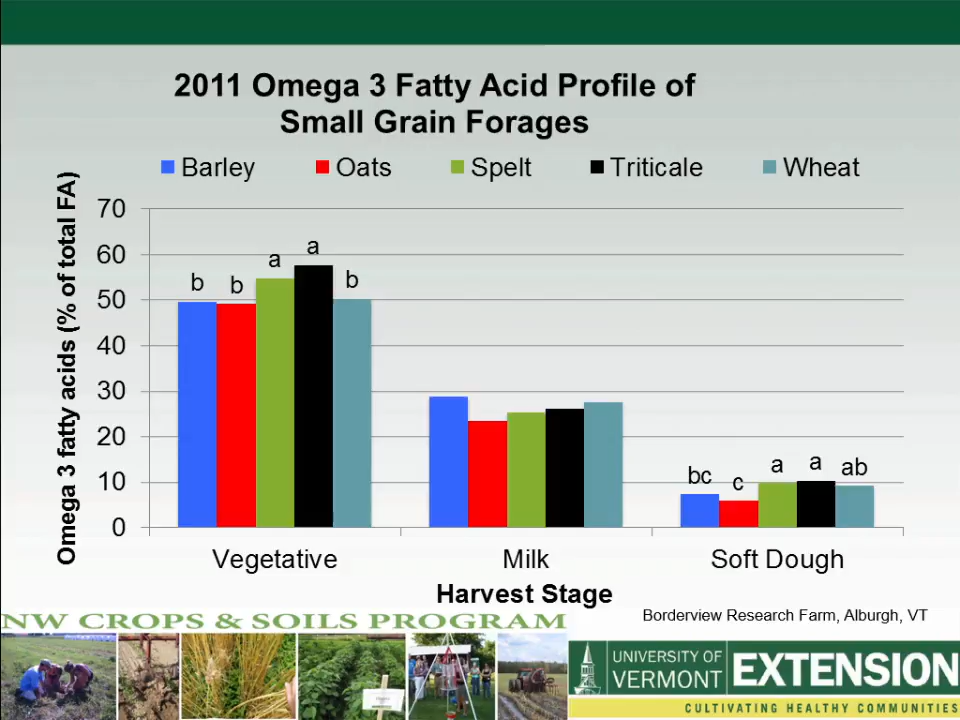 2011 Omega 3 Fatty Acid Profile of
Small Grain Forages
Barley Oats Spelt Triticale Wheat
Omega 3 fatty acids (% of total FA)
70
60
50
40
30
20
10
0
b b a a b
bc c a a ab
Vegetative Milk Soft Dough
Harvest Stage
Borderview Research Farm, Alburgh, VT
NW CROPS & SOILS PROGRAM
UNIVERSITY OF
VERMONT
EXTENSION
CULTIVATING HEALTHY COMMUNITIES